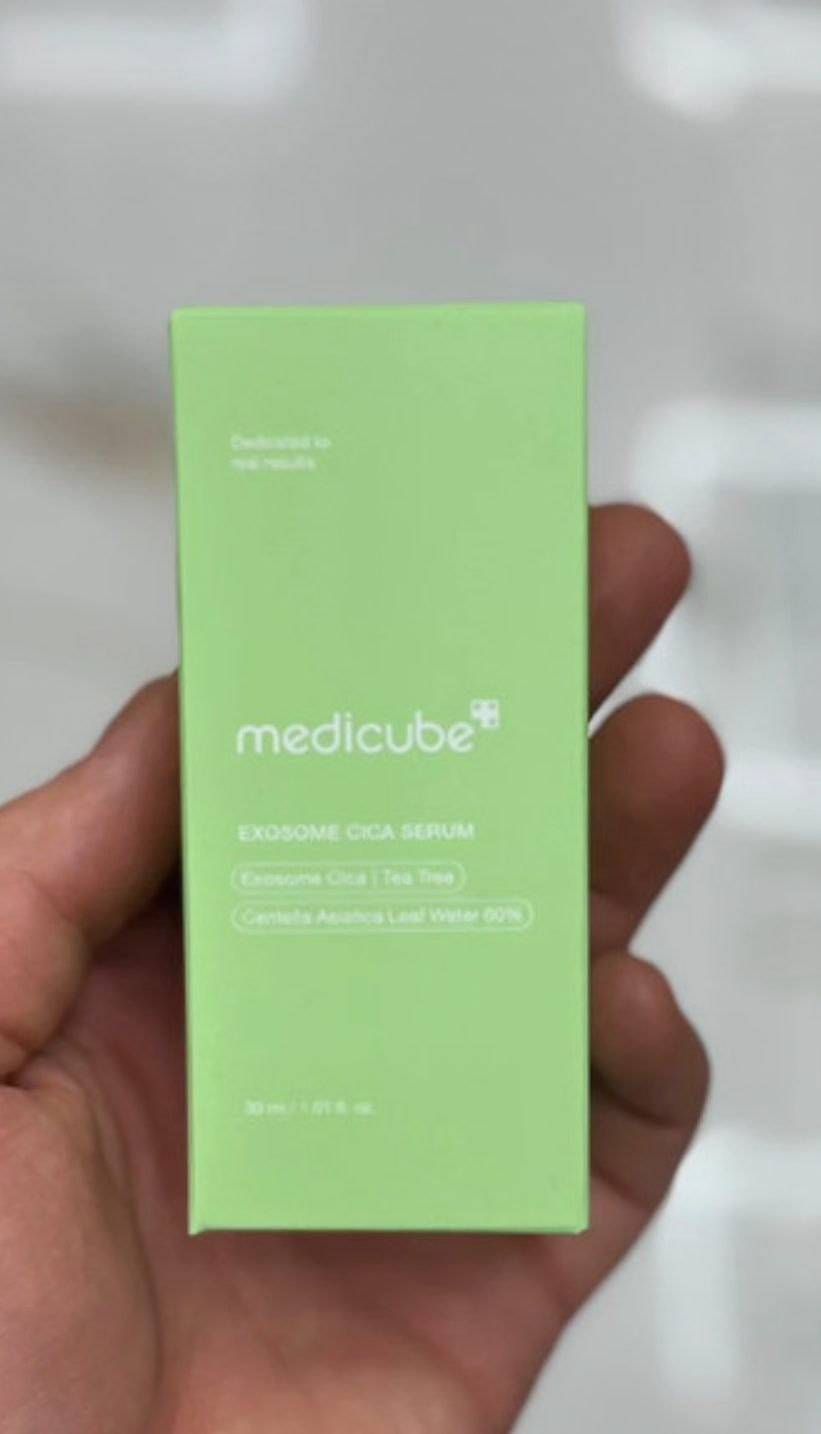 Dedicated to
real results
medicube
EXOSOME CICA SERUM
Exosome Cica | Tea Tree
Centella Asiatica Leaf Water 60%
30 ml / 1.01 fl. oz.